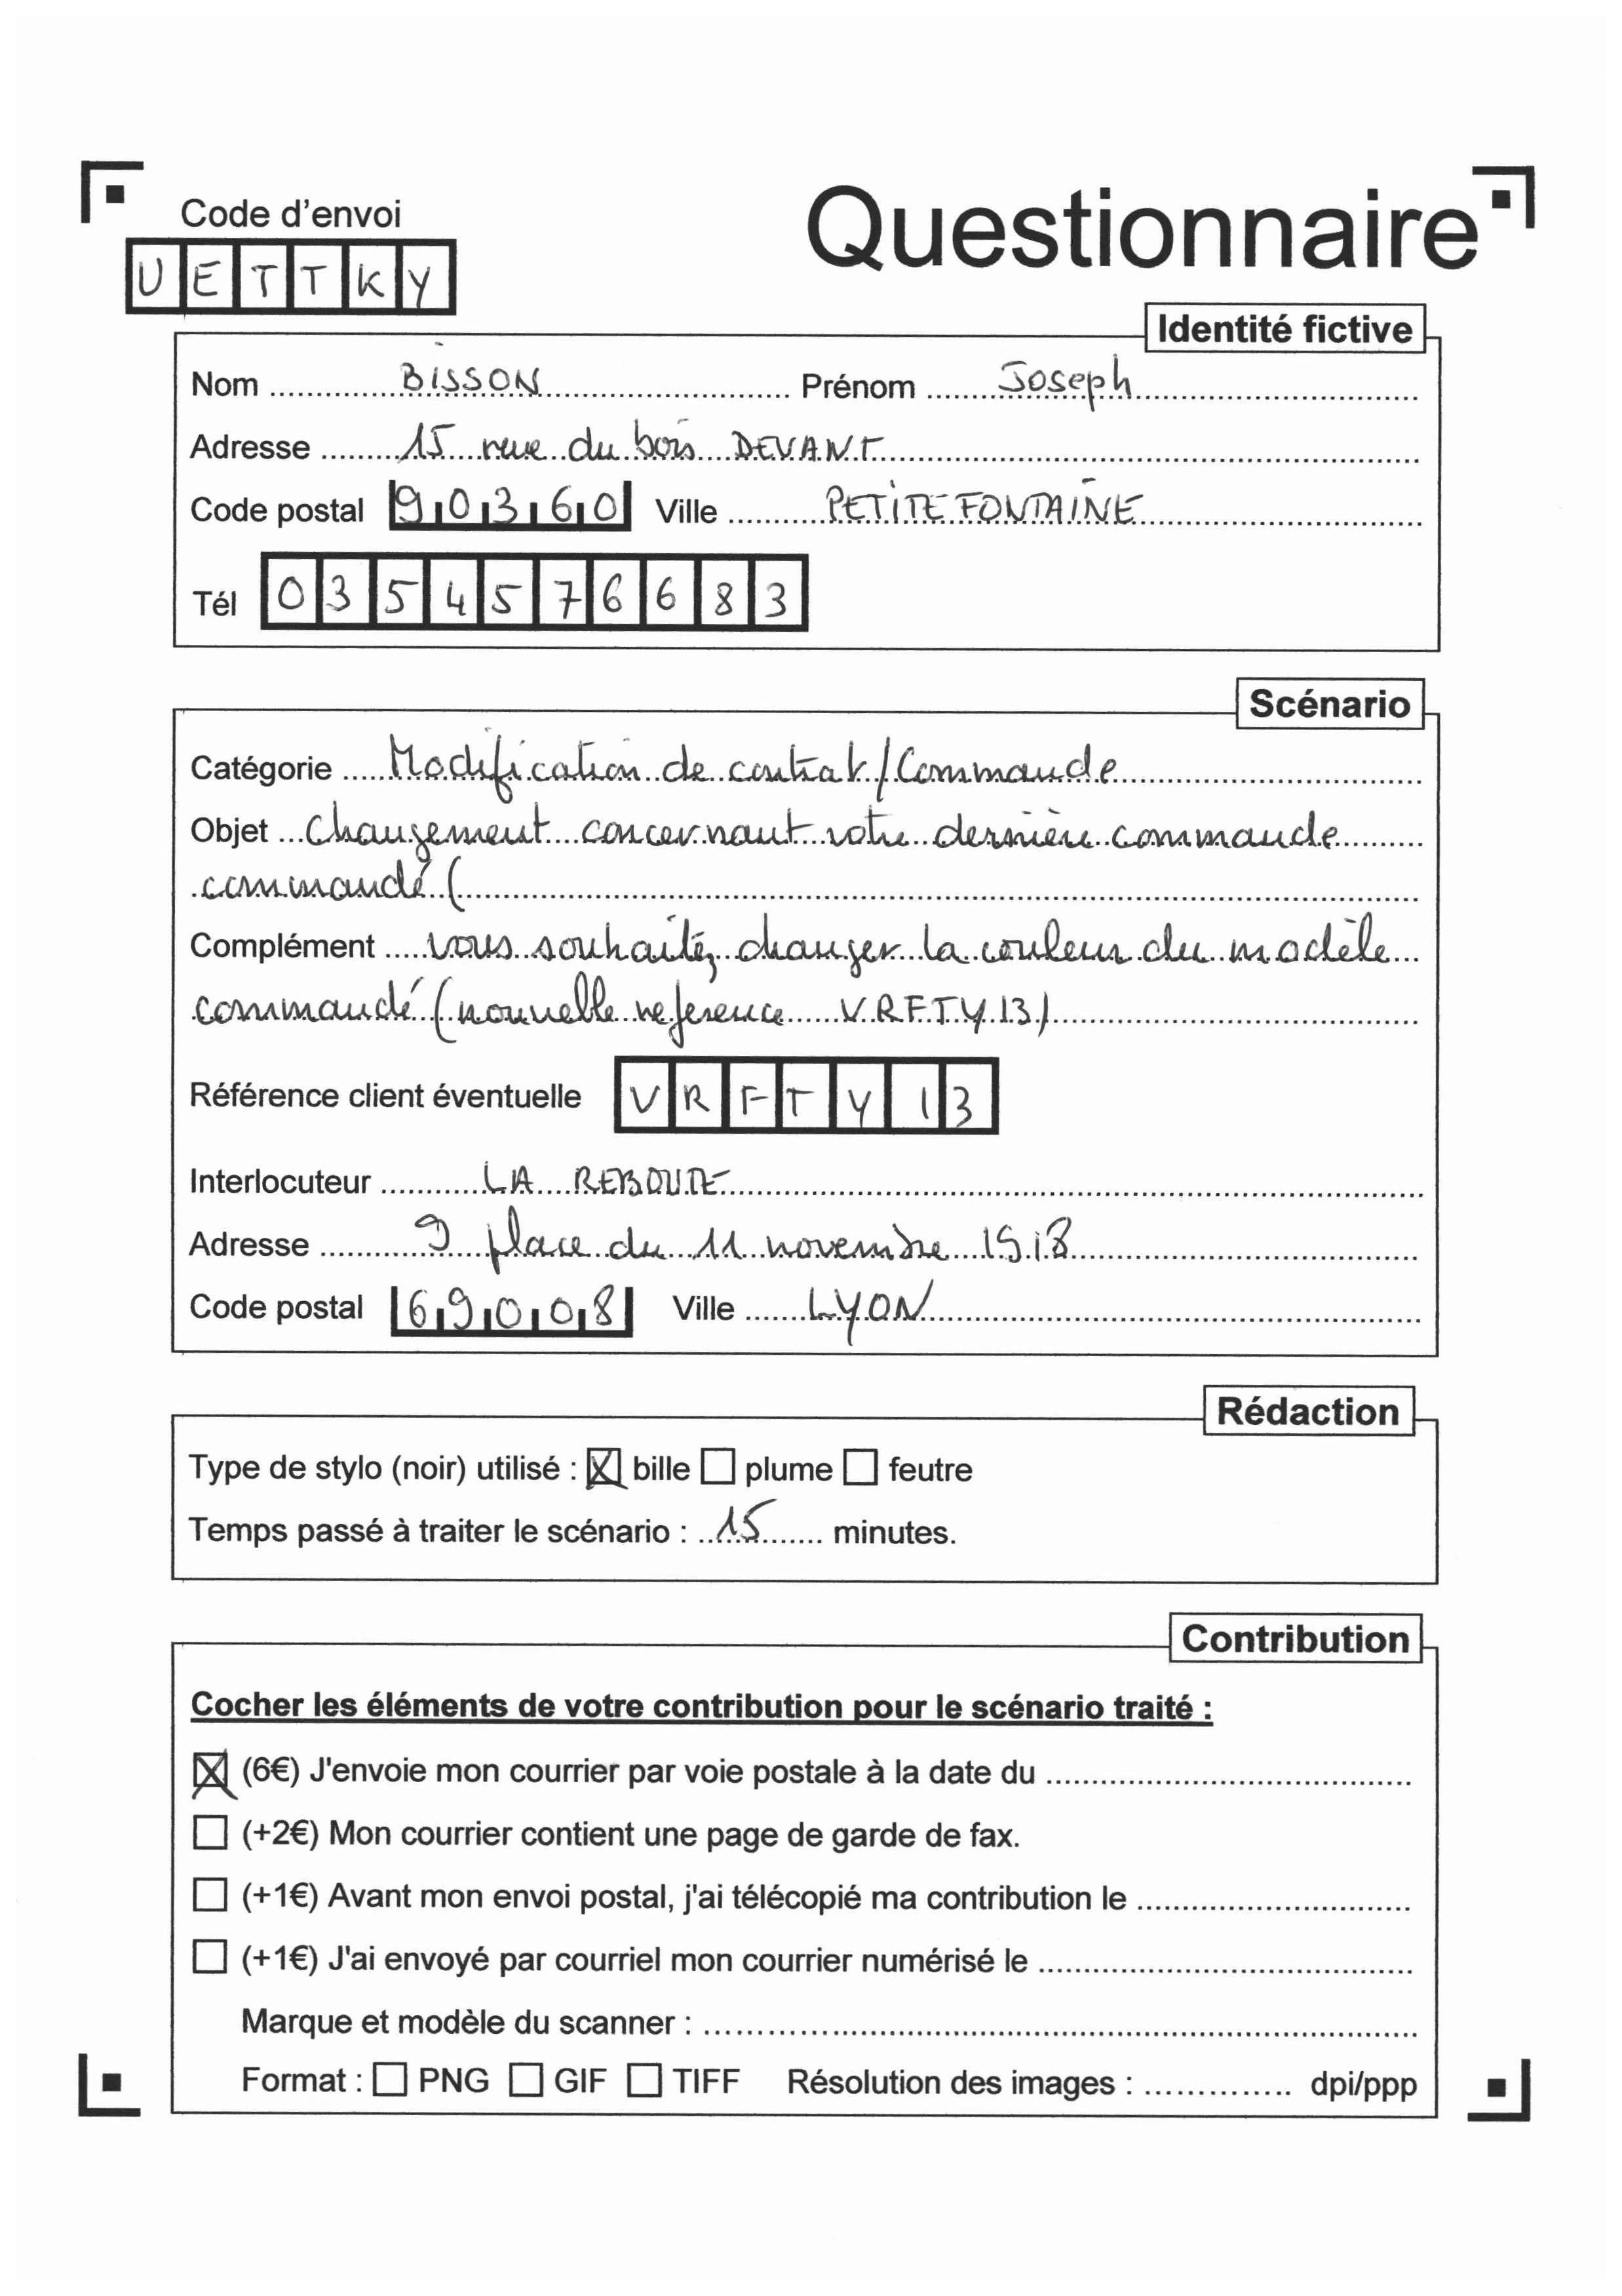 Code d'envoi
Questionnaire
UETTKY
Identité fictive
Nom BISSON Prénom Joseph
Adresse 15 rue du bois DEVANT
Code postal 90360 Ville PETITEFONTAINE
Tél 0354576683
Scénario
Catégorie Modification de contrat/Commande
Objet Changement concernant votre dernière commande
commandé (
Complément vous souhaitez changer la couleur du modèle
commandé (nouvelle reference VRFTY13)
Référence client éventuelle VRFTY13
Interlocuteur LA REBOUTE
Adresse 9 place du 11 novembre 1918
Code postal 69008 Ville LYON
Rédaction
Type de stylo (noir) utilisé : bille plume feutre
Temps passé à traiter le scénario : 15 minutes.
Contribution
Cocher les éléments de votre contribution pour le scénario traité :
(6€) J'envoie mon courrier par voie postale à la date du
(+2€) Mon courrier contient une page de garde de fax.
(+1€) Avant mon envoi postal, j'ai télécopié ma contribution le
(+1€) J'ai envoyé par courriel mon courrier numérisé le
Marque et modèle du scanner :
Format : PNG GIF TIFF Résolution des images : dpi/ppp